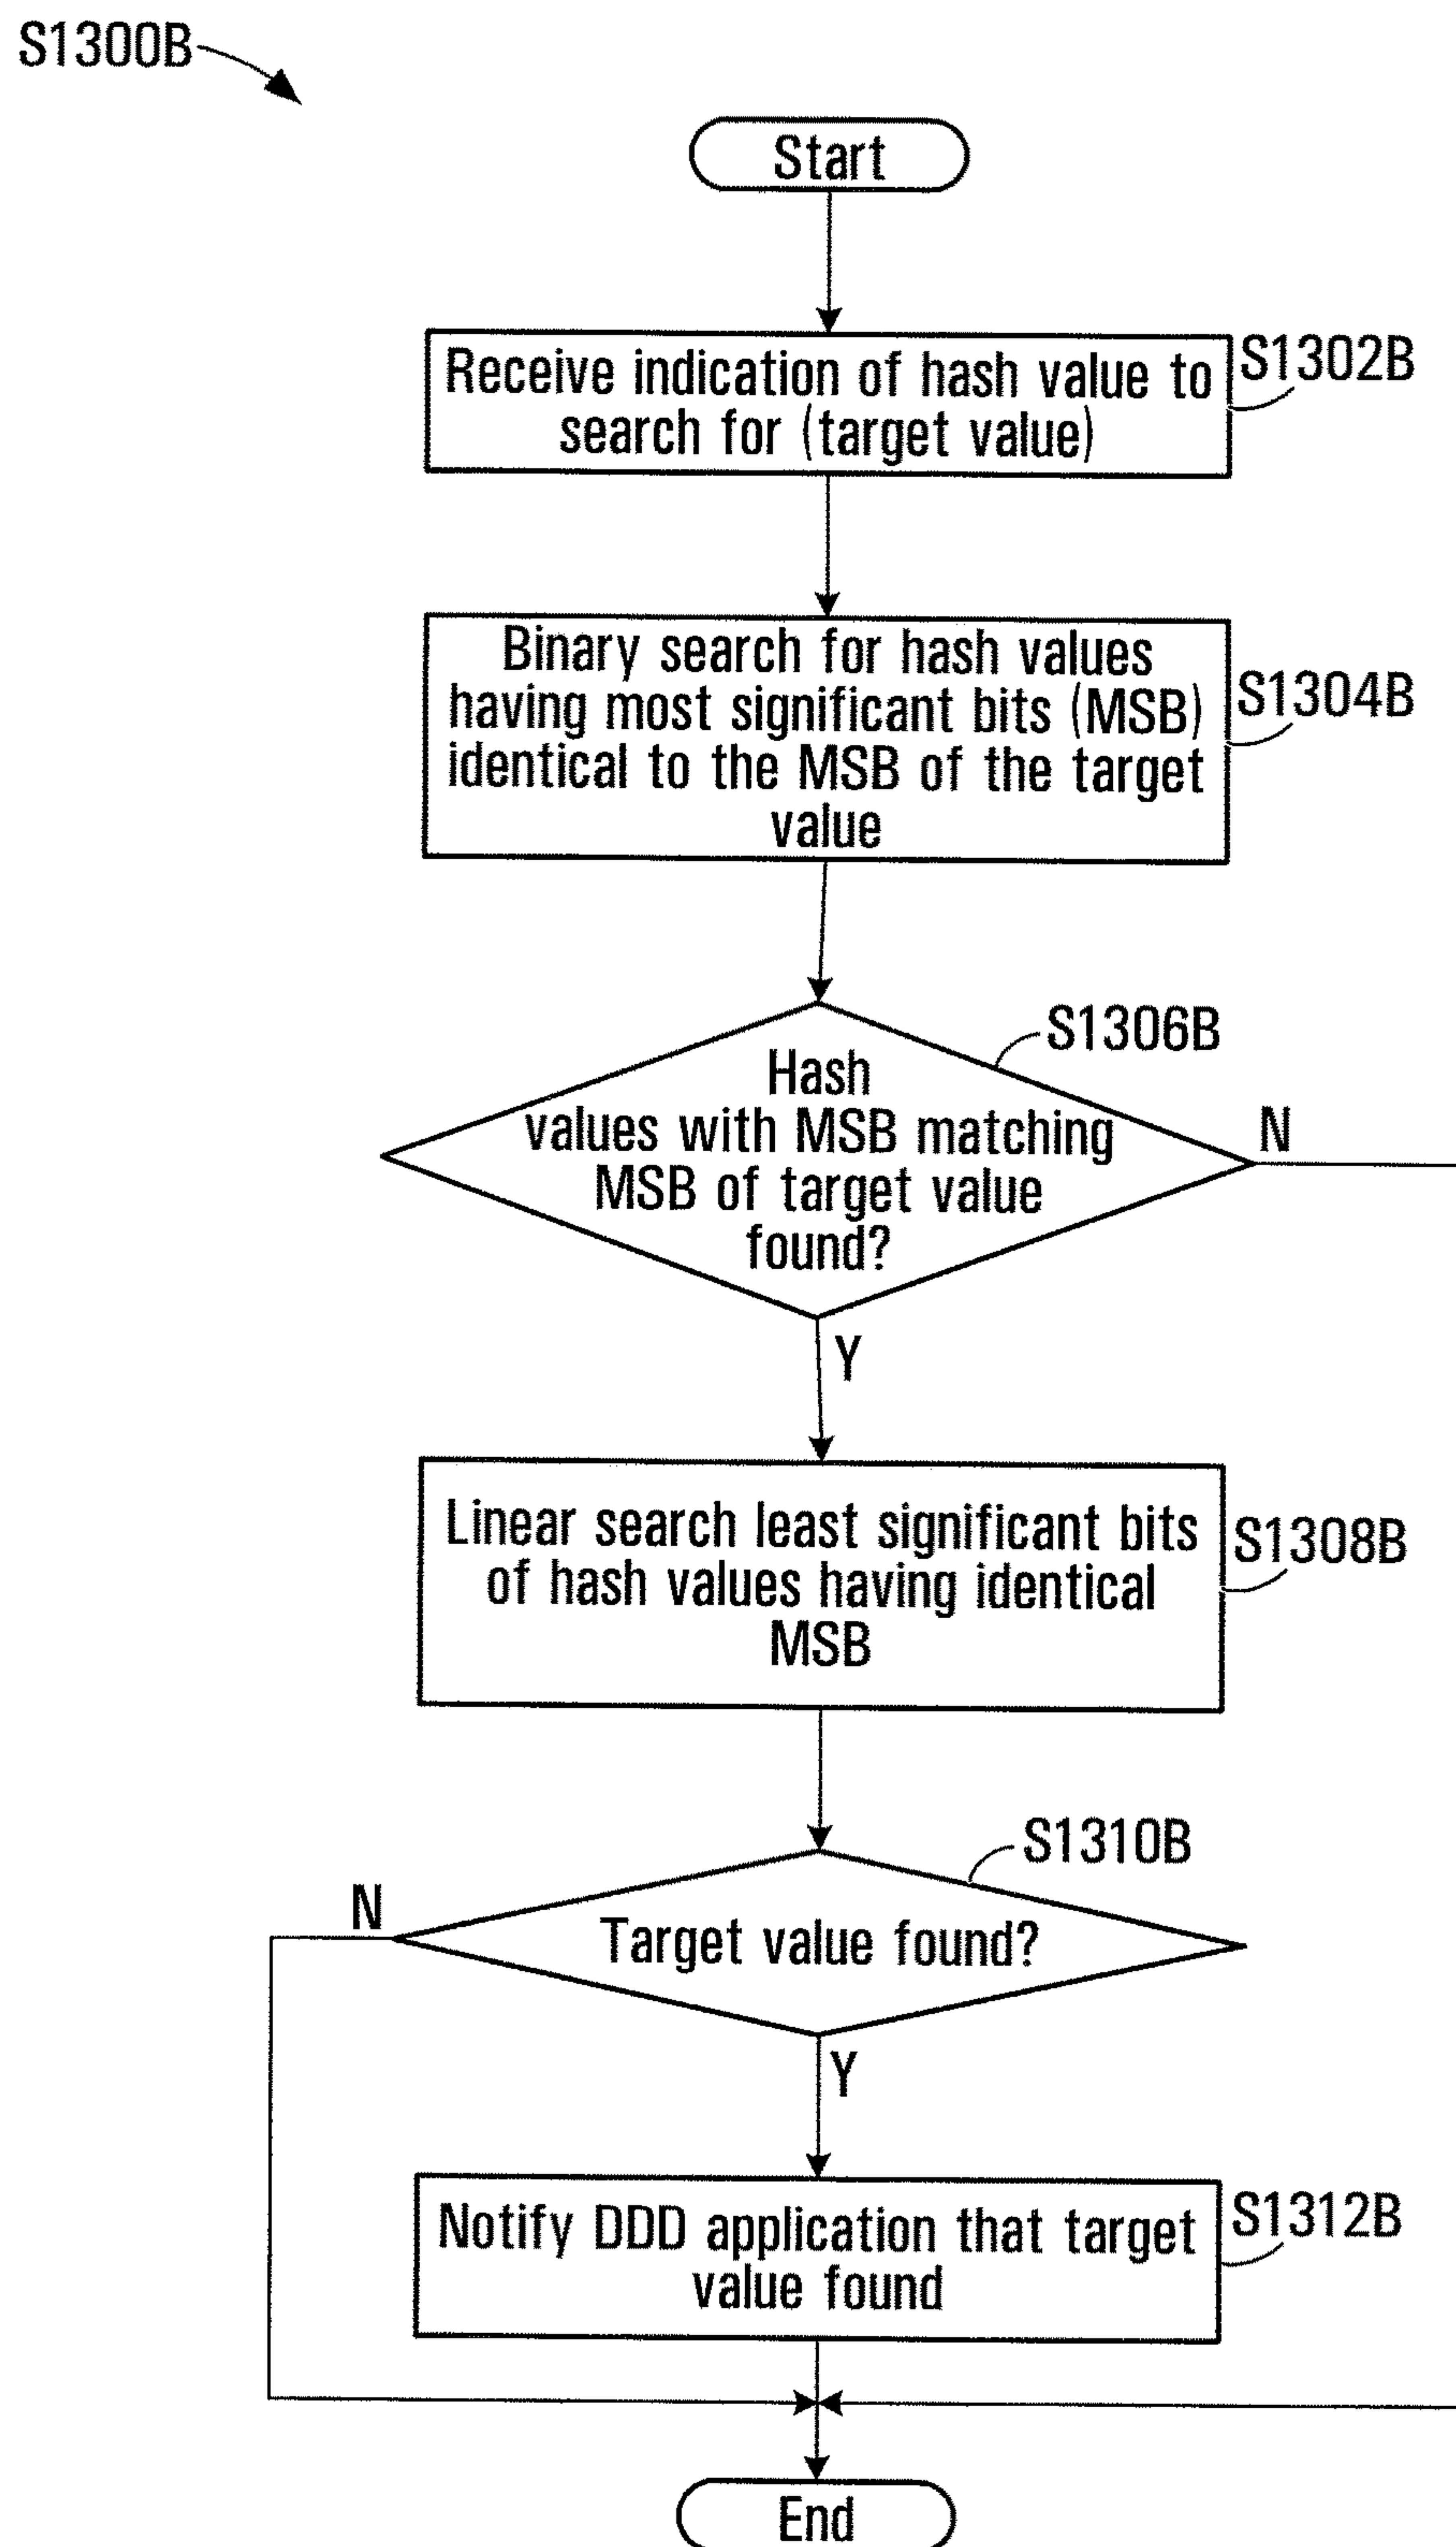 S1300B
Start
Receive indication of hash value to
search for (target value)
S1302B
Binary search for hash values
having most significant bits (MSB)
identical to the MSB of the target
value
S1304B
S1306B
Hash
values with MSB matching
MSB of target value
found?
N
Y
Linear search least significant bits
of hash values having identical
MSB
S1308B
S1310B
N
Target value found?
Y
Notify DDD application that target
value found
S1312B
End